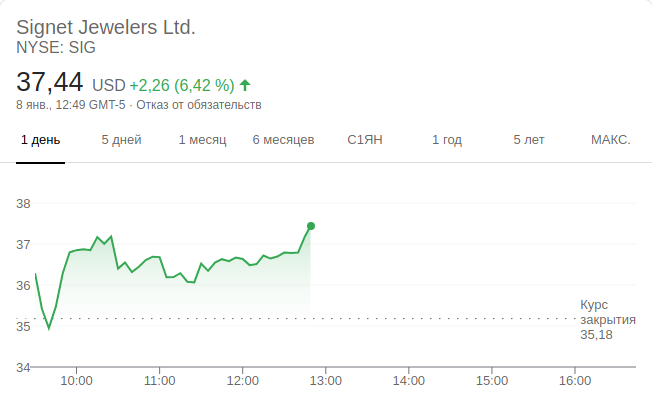 Signet Jewelers Ltd.
NYSE: SIG
37,44 USD +2,26 (6,42 %)
8 янв., 12:49 GMT-5 · Отказ от обязательств
1 день 5 дней 1 месяц 6 месяцев С1ЯН 1 год 5 лет МАКС.
38
37
36
35
34
Курс
закрытия
35,18
10:00 11:00 12:00 13:00 14:00 15:00 16:00